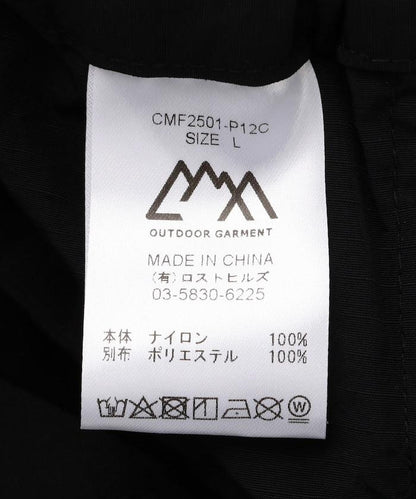 CMF2501-P12C
SIZE L
OUTDOOR GARMENT
MADE IN CHINA
(有)ロストヒルズ
03-5830-6225
本体 ナイロン 100%
別布 ポリエステル 100%